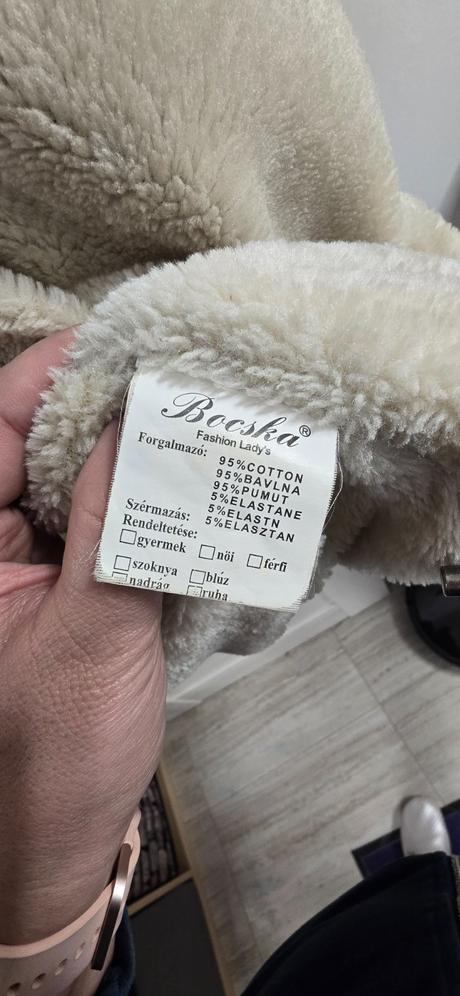 Bocska®
Fashion Lady's
Forgalmazó:
95%COTTON
95%BAVLNA
95%PUMUT
5%ELASTANE
Szérmazás: 5%ELASTN
Rendeltetése: 5%ELASZTAN
gyermek női férfi
szoknya blúz
nadrág ruha